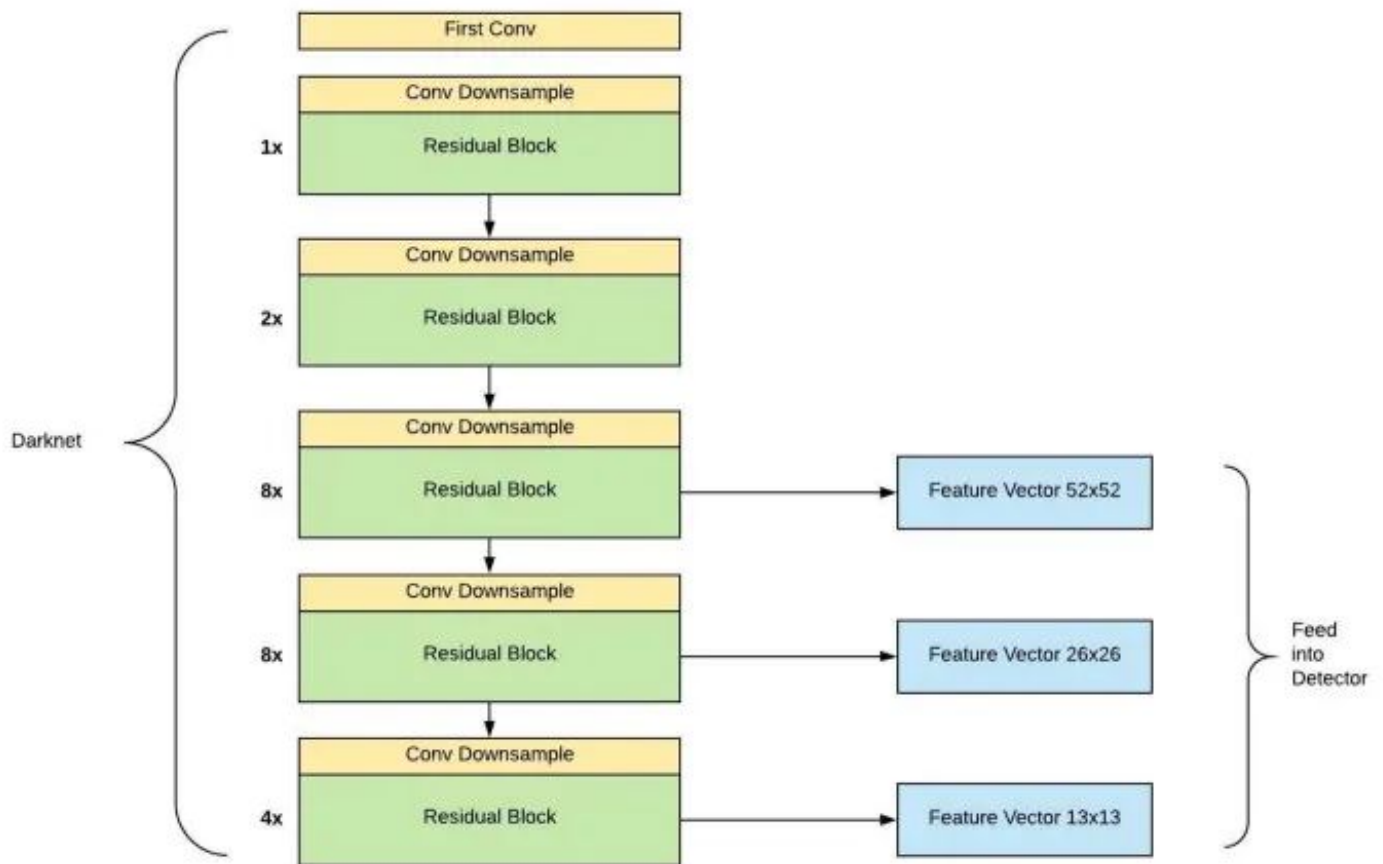 First Conv
Conv Downsample
1x
Residual Block
Conv Downsample
2x
Residual Block
Darknet
Conv Downsample
8x
Residual Block
Feature Vector 52x52
Conv Downsample
8x
Residual Block
Feature Vector 26x26
Feed
into
Detector
Conv Downsample
4x
Residual Block
Feature Vector 13x13